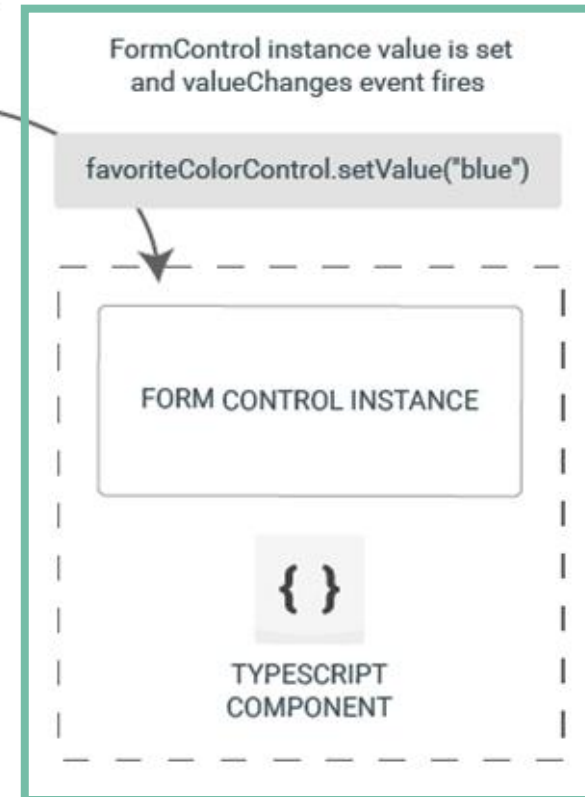 FormControl instance value is set
and valueChanges event fires
favoriteColorControl.setValue("blue")
FORM CONTROL INSTANCE
{ }
TYPESCRIPT
COMPONENT